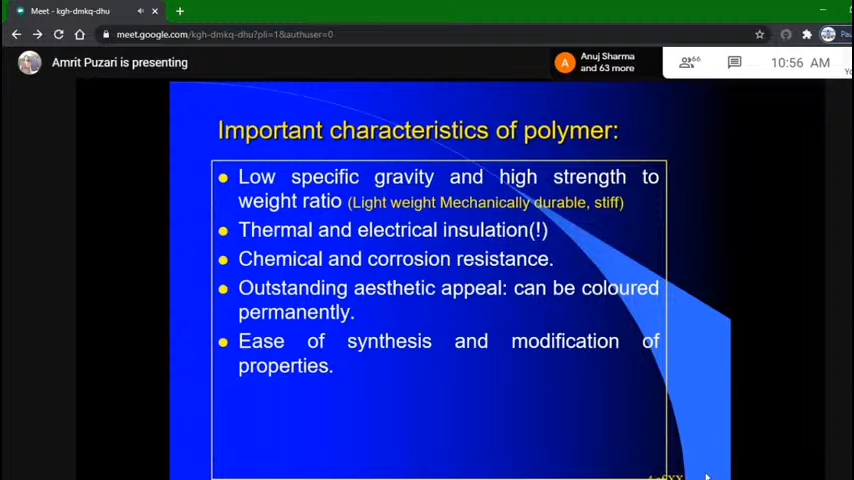 Meet - kgh-dmkq-dhu
meet.google.com/kgh-dmkq-dhu?pli=1&authuser=0
Amrit Puzari is presenting
A
Anuj Sharma
and 63 more
66
10:56 AM
Important characteristics of polymer:
Low specific gravity and high strength to
weight ratio (Light weight Mechanically durable, stiff)
Thermal and electrical insulation(!)
Chemical and corrosion resistance.
Outstanding aesthetic appeal: can be coloured
permanently.
Ease of synthesis and modification of
properties.